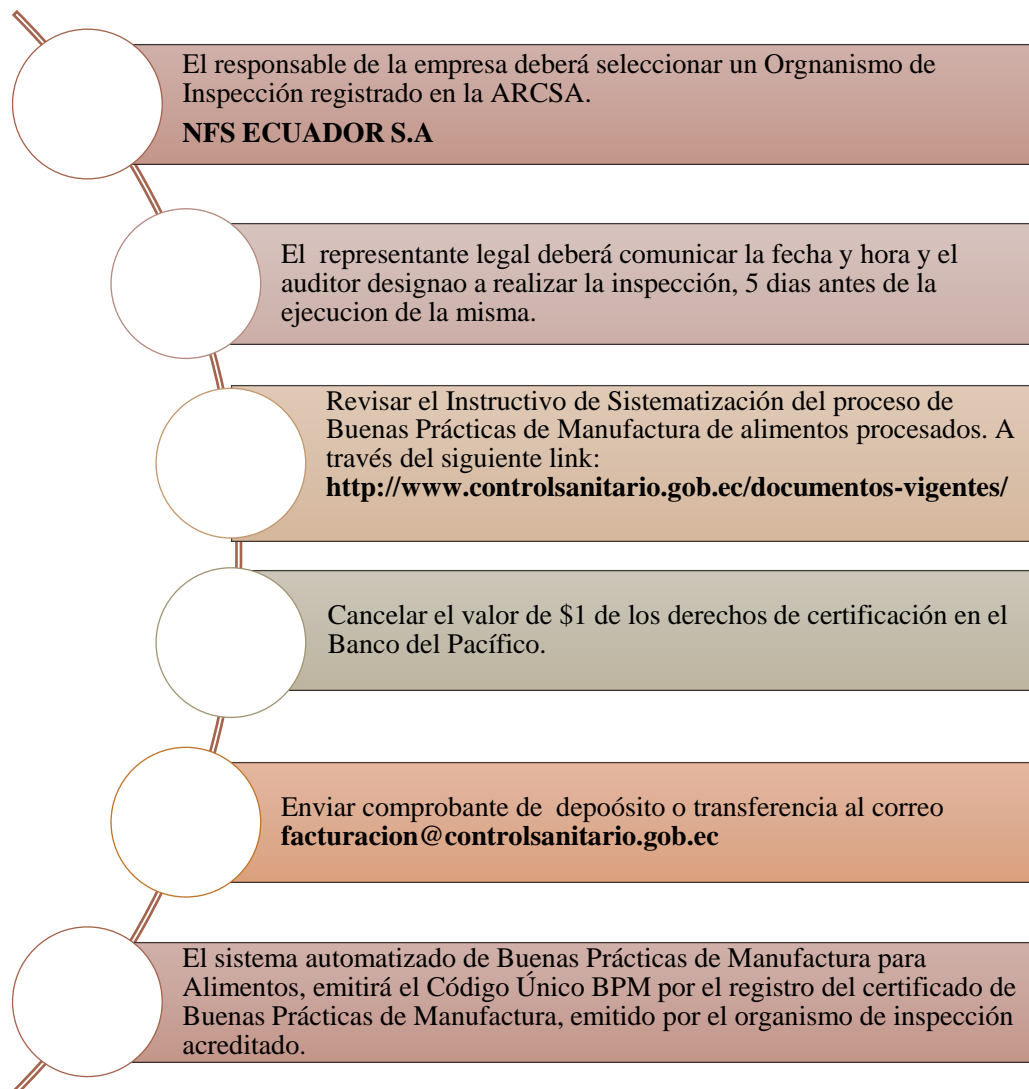 El responsable de la empresa deberá seleccionar un Orgnanismo de
Inspección registrado en la ARCSA.
NFS ECUADOR S.A
El representante legal deberá comunicar la fecha y hora y el
auditor designao a realizar la inspección, 5 dias antes de la
ejecucion de la misma.
Revisar el Instructivo de Sistematización del proceso de
Buenas Prácticas de Manufactura de alimentos procesados. A
través del siguiente link:
http://www.controlsanitario.gob.ec/documentos-vigentes/
Cancelar el valor de $1 de los derechos de certificación en el
Banco del Pacífico.
Enviar comprobante de depoósito o transferencia al correo
facturacion@controlsanitario.gob.ec
El sistema automatizado de Buenas Prácticas de Manufactura para
Alimentos, emitirá el Código Único BPM por el registro del certificado de
Buenas Prácticas de Manufactura, emitido por el organismo de inspección
acreditado.